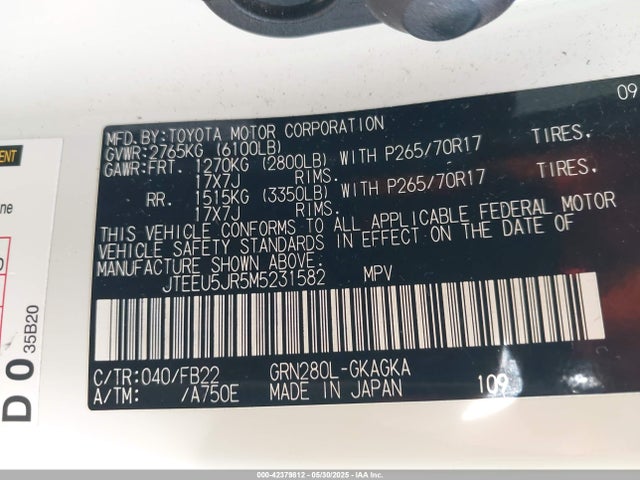 09
MFD. BY: TOYOTA MOTOR CORPORATION
GVWR: 2765KG (6100LB)
GAWR: FRT. 1270KG (2800LB) WITH P265/70R17 TIRES.
17X7J RIMS.
RR. 1515KG (3350LB) WITH P265/70R17 TIRES.
17X7J RIMS.
THIS VEHICLE CONFORMS TO ALL APPLICABLE FEDERAL MOTOR
VEHICLE SAFETY STANDARDS IN EFFECT ON THE DATE OF
MANUFACTURE SHOWN ABOVE.
JTEEU5JR5M5231582 MPV
C/TR: 040/FB22 GRN280L-GKAGKA
A/TM: /A750E MADE IN JAPAN 109
D0
35B20
000-42379812 - 05/30/2025 - IAAI Inc.